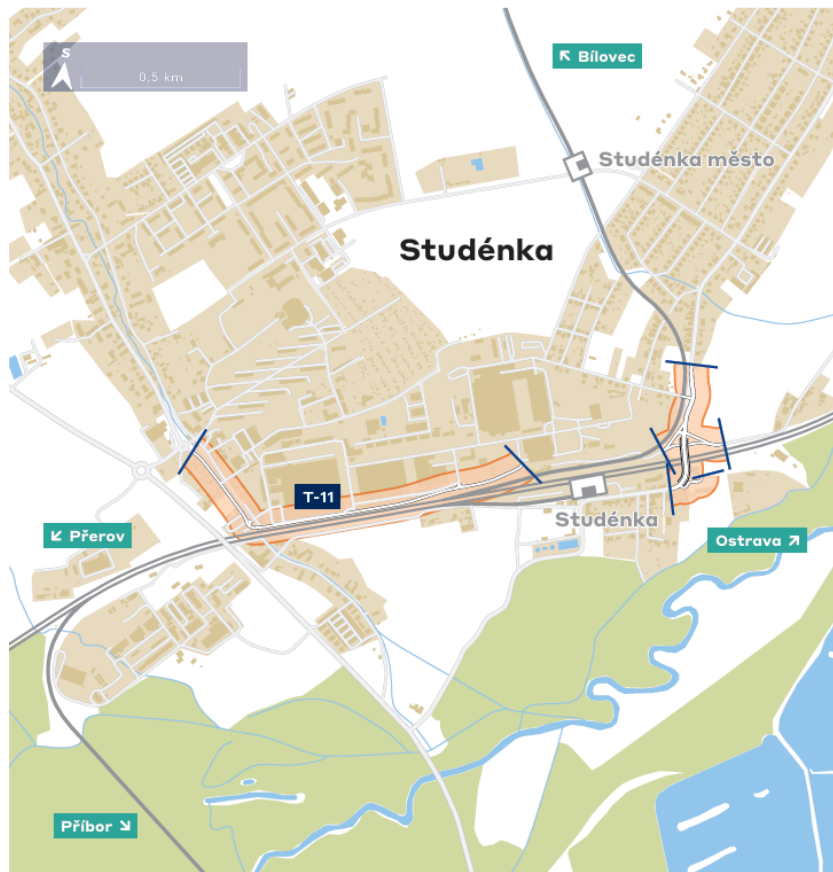 S
0,5 km
↖ Bílovec
Studénka město
Studénka
T-11
Studénka
↙ Přerov
Ostrava ↗
Příbor ↘